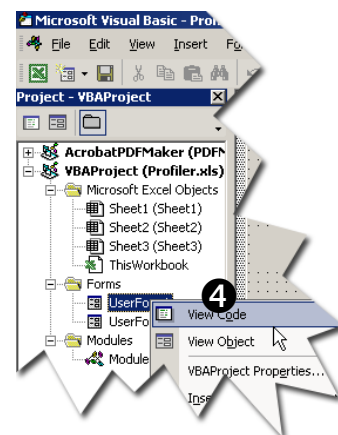 Microsoft Visual Basic - Prof
File Edit View Insert Fo
Project - VBAProject
AcrobatPDFMaker (PDFM
VBAProject (Profiler.xls)
Microsoft Excel Objects
Sheet1 (Sheet1)
Sheet2 (Sheet2)
Sheet3 (Sheet3)
ThisWorkbook
Forms
UserFo
4
View Code
UserFo
View Object
Modules
Module
VBAProject Properties...
Inse